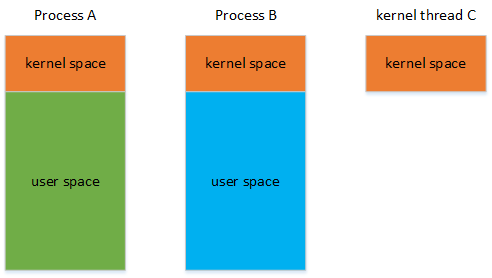 Process A
Process B
kernel thread C
kernel space
kernel space
kernel space
user space
user space